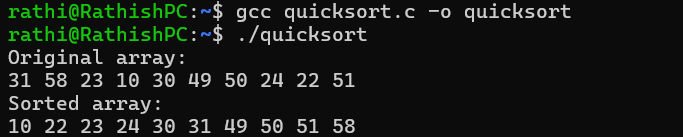 rathi@RathishPC:~$ gcc quicksort.c -o quicksort
rathi@RathishPC:~$ ./quicksort
Original array:
31 58 23 10 30 49 50 24 22 51
Sorted array:
10 22 23 24 30 31 49 50 51 58